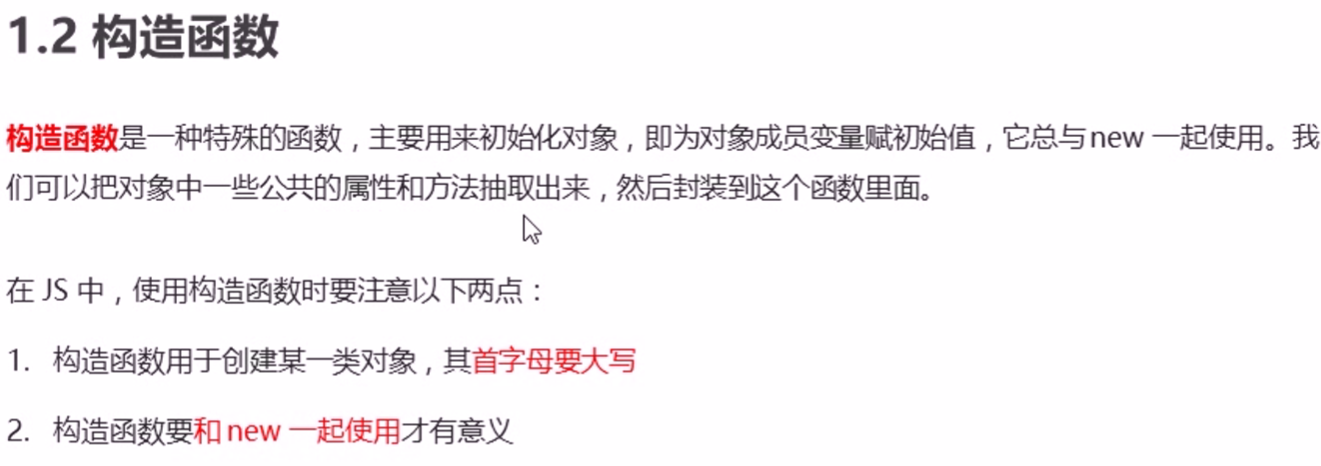 1.2 构造函数
构造函数是一种特殊的函数，主要用来初始化对象，即为对象成员变量赋初始值，它总与 new 一起使用。我
们可以把对象中一些公共的属性和方法抽取出来，然后封装到这个函数里面。
在 JS 中，使用构造函数时要注意以下两点：
1. 构造函数用于创建某一类对象，其首字母要大写
2. 构造函数要和 new 一起使用才有意义